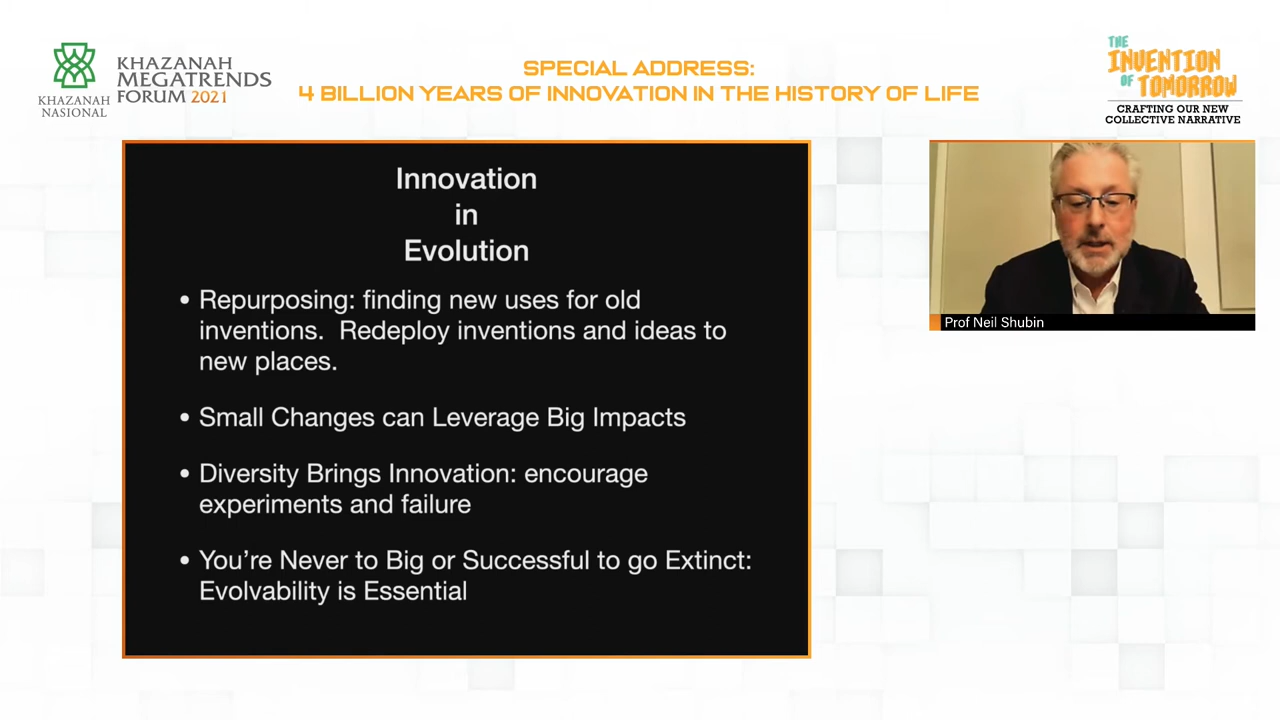 KHAZANAH
NASIONAL
KHAZANAH
MEGATRENDS
FORUM 2021
SPECIAL ADDRESS:
4 BILLION YEARS OF INNOVATION IN THE HISTORY OF LIFE
THE
INVENTION
OF TOMORROW
CRAFTING OUR NEW
COLLECTIVE NARRATIVE
Innovation
in
Evolution
• Repurposing: finding new uses for old
inventions.  Redeploy inventions and ideas to
new places.
• Small Changes can Leverage Big Impacts
• Diversity Brings Innovation: encourage
experiments and failure
• You’re Never to Big or Successful to go Extinct:
Evolvability is Essential
Prof Neil Shubin